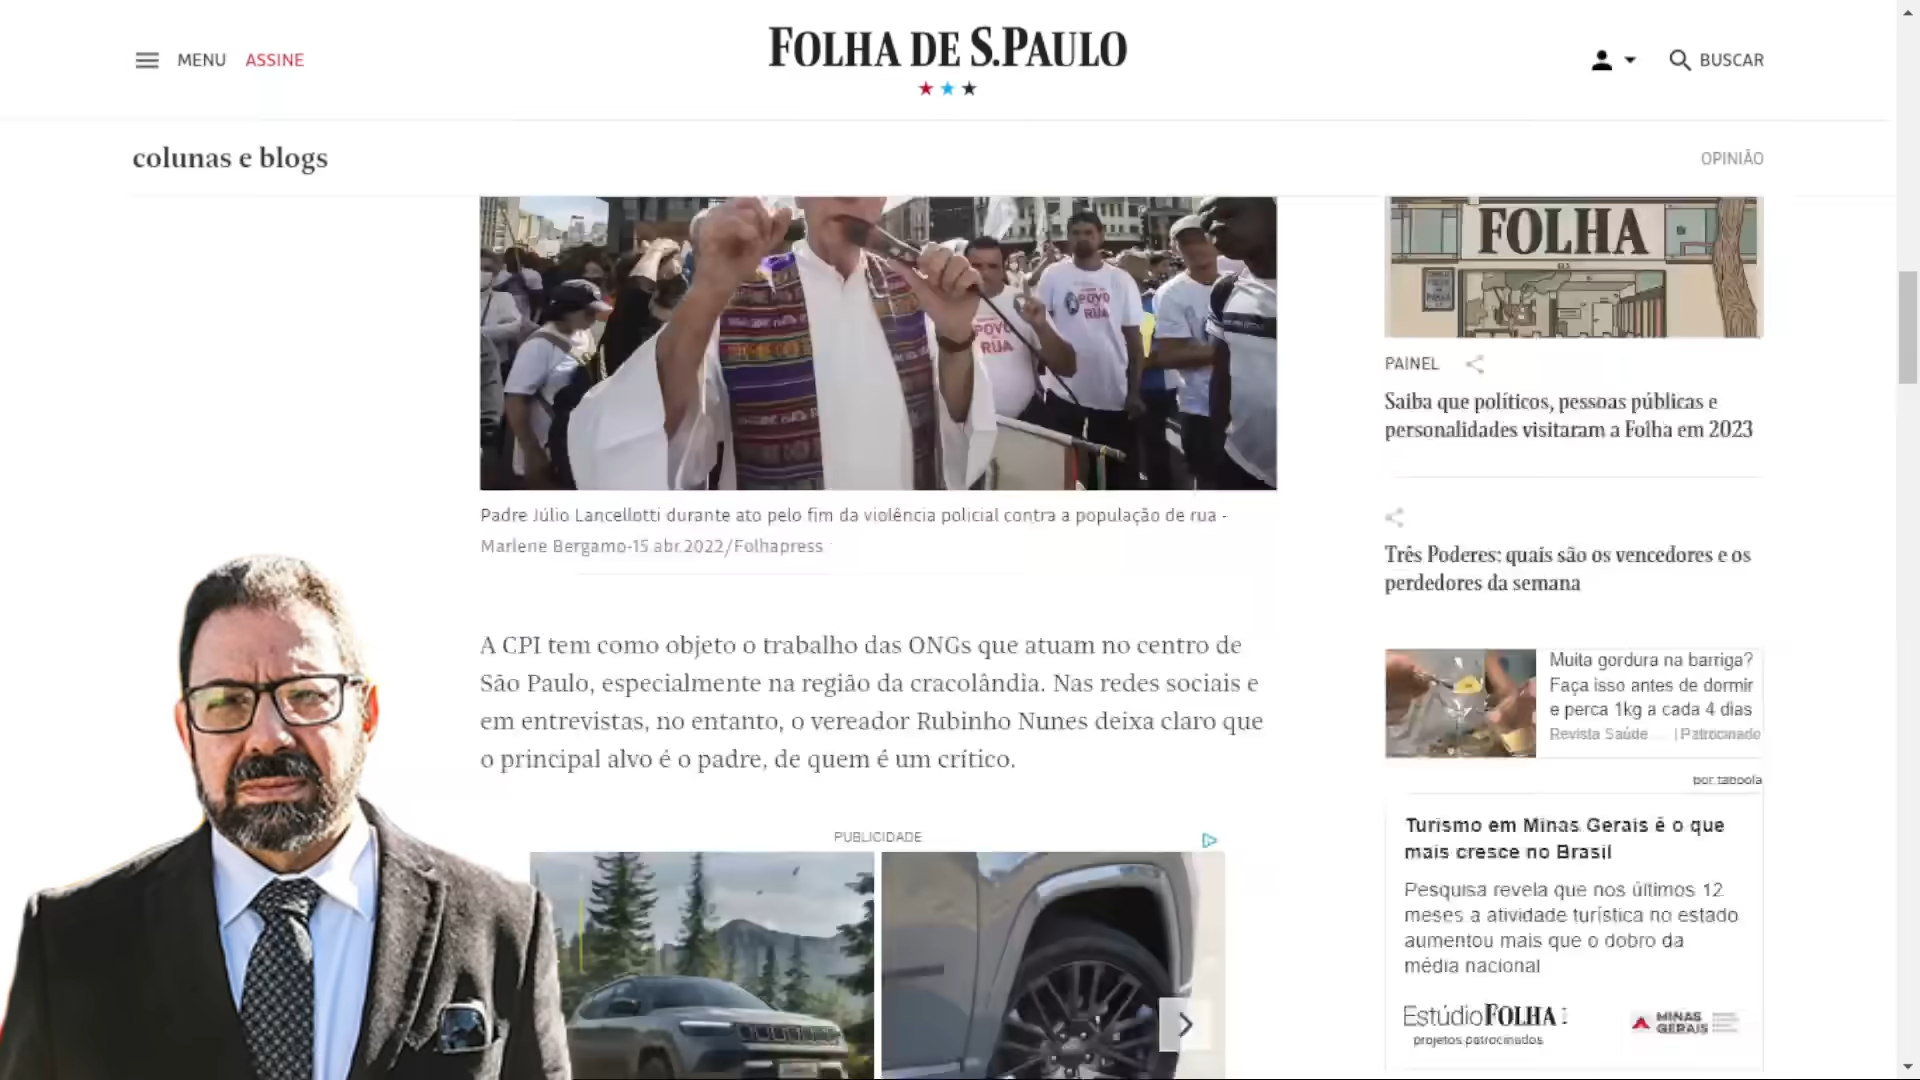 MENU
ASSINE
FOLHA DE S.PAULO
BUSCAR
colunas e blogs
OPINIÃO
POVO
RUA
POVO
RUA
Padre Júlio Lancellotti durante ato pelo fim da violência policial contra a população de rua -
Marlene Bergamo-15.abr.2022/Folhapress
A CPI tem como objeto o trabalho das ONGs que atuam no centro de
São Paulo, especialmente na região da cracolândia. Nas redes sociais e
em entrevistas, no entanto, o vereador Rubinho Nunes deixa claro que
o principal alvo é o padre, de quem é um crítico.
PUBLICIDADE
FOLHA
PAINEL
Saiba que políticos, pessoas públicas e
personalidades visitaram a Folha em 2023
Três Poderes: quais são os vencedores e os
perdedores da semana
Muita gordura na barriga?
Faça isso antes de dormir
e perca 1kg a cada 4 dias
Revista Saúde | Patrocinado
por taboola
Turismo em Minas Gerais é o que
mais cresce no Brasil
Pesquisa revela que nos últimos 12
meses a atividade turística no estado
aumentou mais que o dobro da
média nacional
EstúdioFOLHA
projetos patrocinados
MINAS
GERAIS